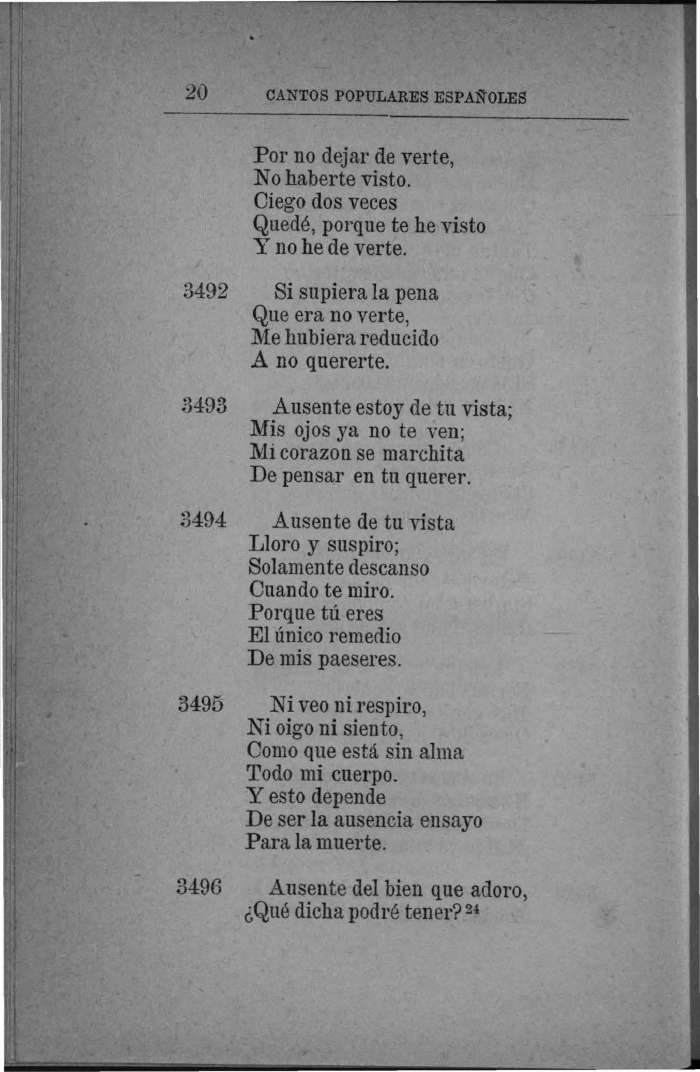 20 CANTOS POPULARES ESPAÑOLES
Por no dejar de verte,
No haberte visto.
Ciego dos veces
Quedé, porque te he visto
Y no he de verte.
3492 Si supiera la pena
Que era no verte,
Me hubiera reducido
A no quererte.
3493 Ausente estoy de tu vista;
Mis ojos ya no te ven;
Mi corazon se marchita
De pensar en tu querer.
3494 Ausente de tu vista
Lloro y suspiro;
Solamente descanso
Cuando te miro.
Porque tú eres
El único remedio
De mis paeseres.
3495 Ni veo ni respiro,
Ni oigo ni siento,
Como que está sin alma
Todo mi cuerpo.
Y esto depende
De ser la ausencia ensayo
Para la muerte.
3496 Ausente del bien que adoro,
¿Qué dicha podré tener? 24